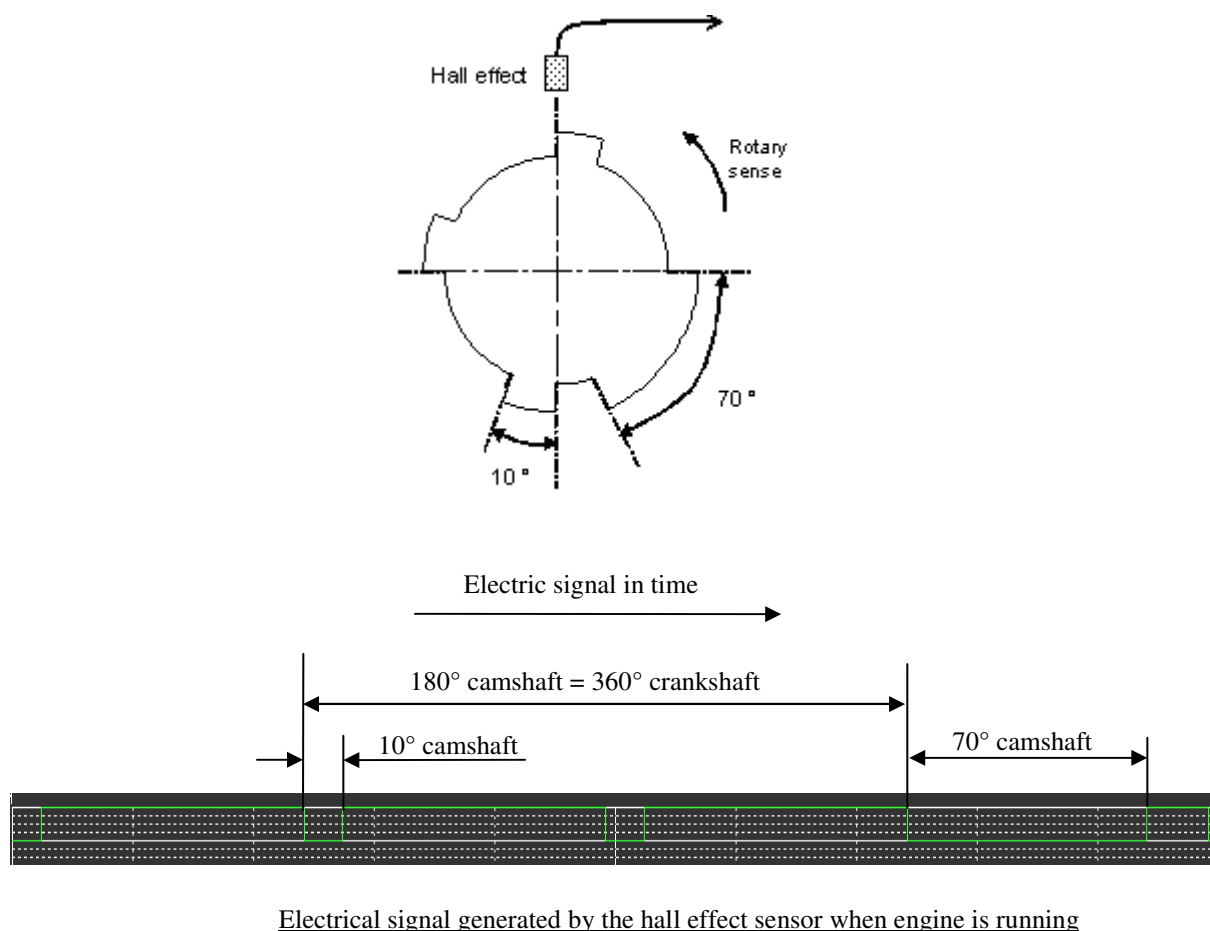 Hall effect
Rotary
sense
70 °
10 °
Electric signal in time
180° camshaft = 360° crankshaft
10° camshaft
70° camshaft
Electrical signal generated by the hall effect sensor when engine is running